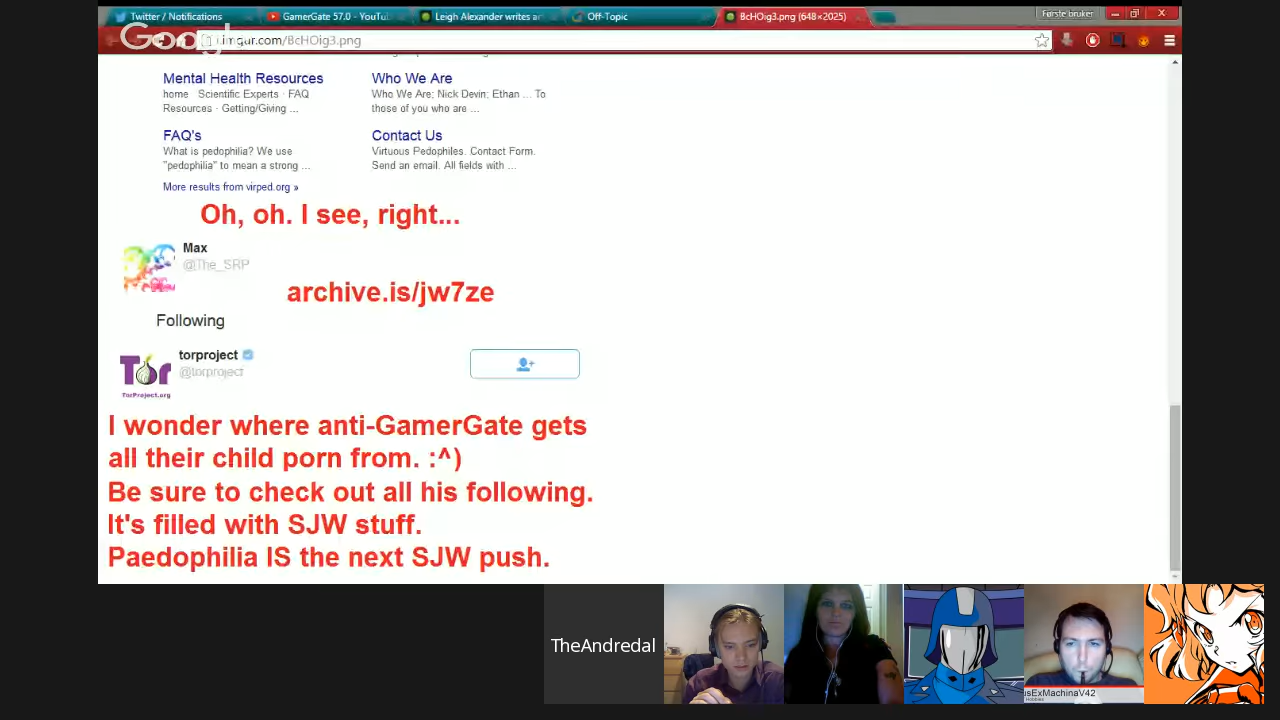 Twitter / Notifications
GamerGate 57.0 - YouTu
Leigh Alexander writes an
Off-Topic
BcHOig3.png (648×2025)
Første bruker
Google
imgur.com/BcHOig3.png
Mental Health Resources
home Scientific Experts · FAQ
Resources · Getting/Giving ...
Who We Are
Who We Are; Nick Devin; Ethan ... To
those of you who are ...
FAQ's
What is pedophilia? We use
"pedophilia" to mean a strong ...
Contact Us
Virtuous Pedophiles. Contact Form.
Send an email. All fields with ...
More results from virped.org »
Oh, oh. I see, right...
Max
@The_SRP
archive.is/jw7ze
Following
Tor
TorProject.org
torproject
@torproject
I wonder where anti-GamerGate gets
all their child porn from. :^)
Be sure to check out all his following.
It's filled with SJW stuff.
Paedophilia IS the next SJW push.
TheAndredal
usExMachinaV42